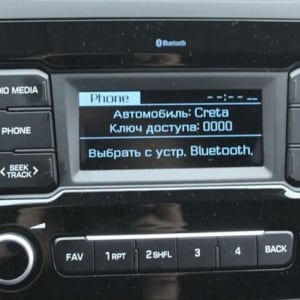 Bluetooth
Phone --:-- --
DIO MEDIA
Автомобиль: Creta
Ключ доступа: 0000
PHONE
Выбрать с устр. Bluetooth,
< SEEK >
TRACK
FAV 1 RPT 2 SHFL 3 4 BACK